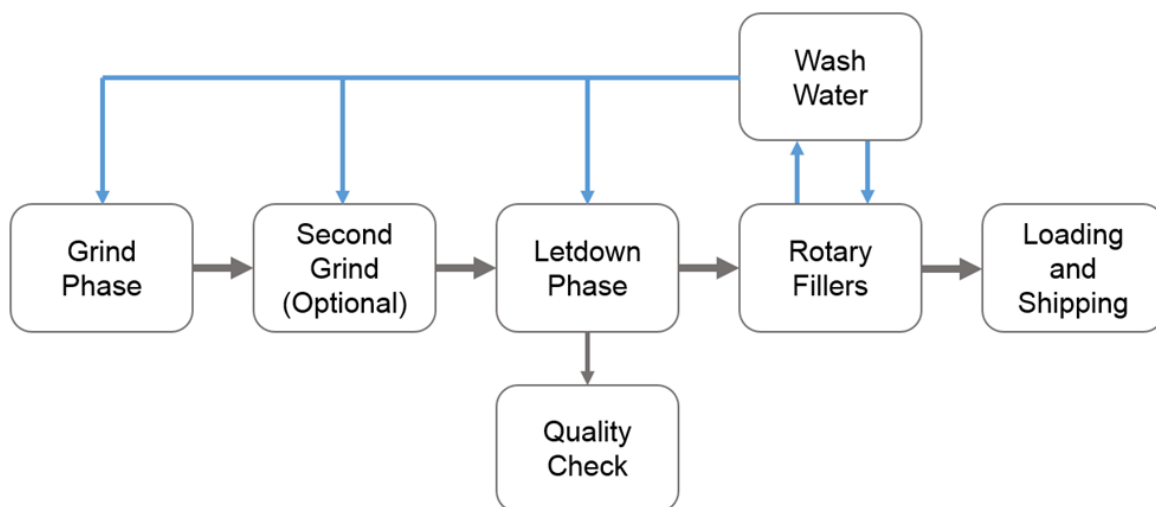 Wash
Water
Grind
Phase
Second
Grind
(Optional)
Letdown
Phase
Rotary
Fillers
Loading
and
Shipping
Quality
Check